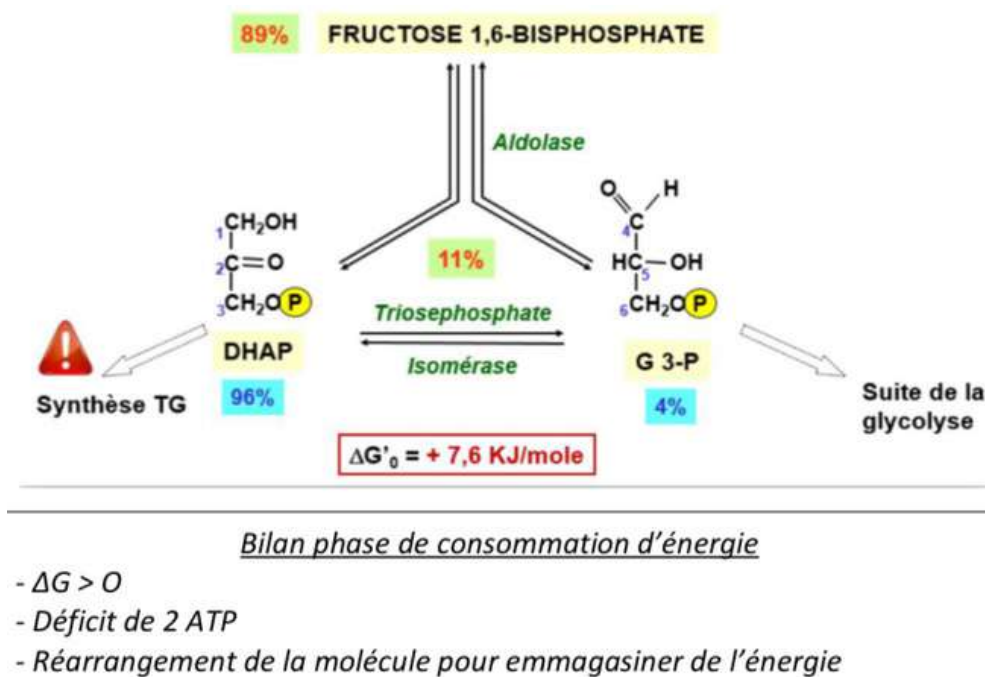 89% FRUCTOSE 1,6-BISPHOSPHATE
Aldolase
O H
1 CH₂OH
4 C
2 C=O
11%
HC—OH
5
3 CH₂O P
6 CH₂O P
Triosephosphate
DHAP
Isomérase
G 3-P
Synthèse TG
96%
4%
Suite de la
glycolyse
ΔG'₀ = + 7,6 KJ/mole
Bilan phase de consommation d'énergie
- ΔG > O
- Déficit de 2 ATP
- Réarrangement de la molécule pour emmagasiner de l'énergie